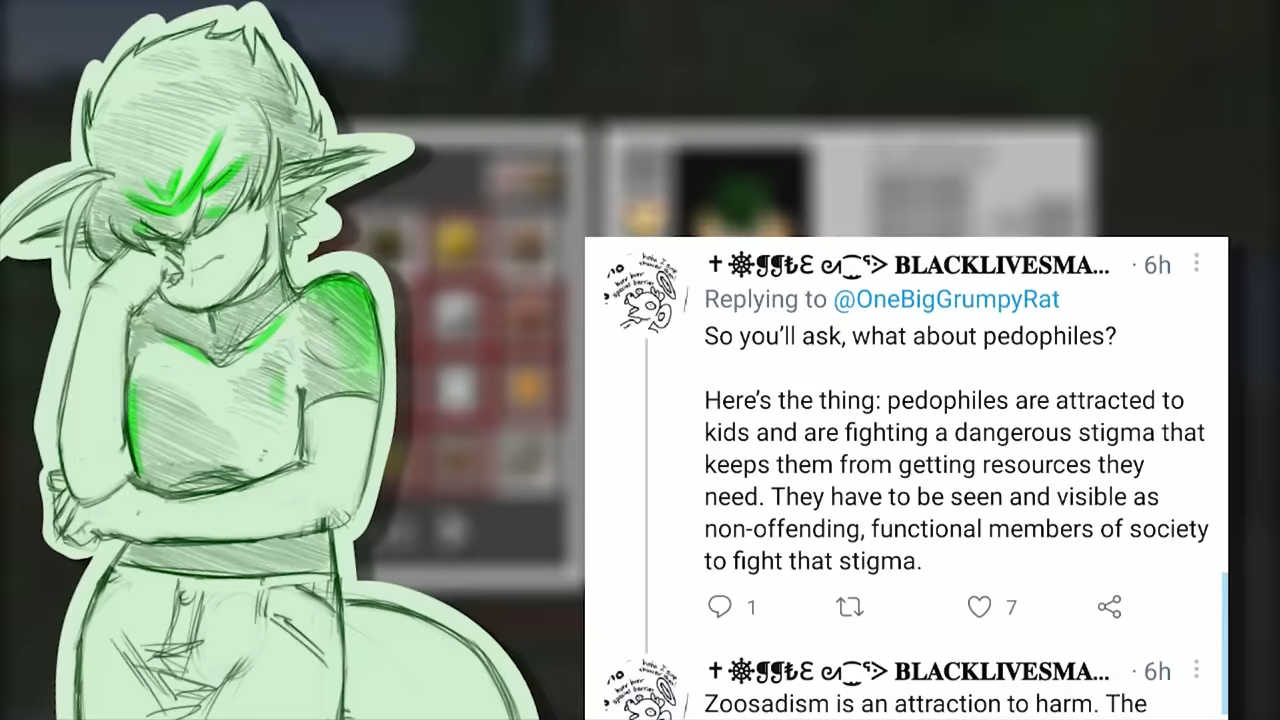 BLACKLIVESMA... · 6h
Replying to @OneBigGrumpyRat
So you’ll ask, what about pedophiles?
Here’s the thing: pedophiles are attracted to
kids and are fighting a dangerous stigma that
keeps them from getting resources they
need. They have to be seen and visible as
non-offending, functional members of society
to fight that stigma.
1 7
BLACKLIVESMA... · 6h
Zoosadism is an attraction to harm. The